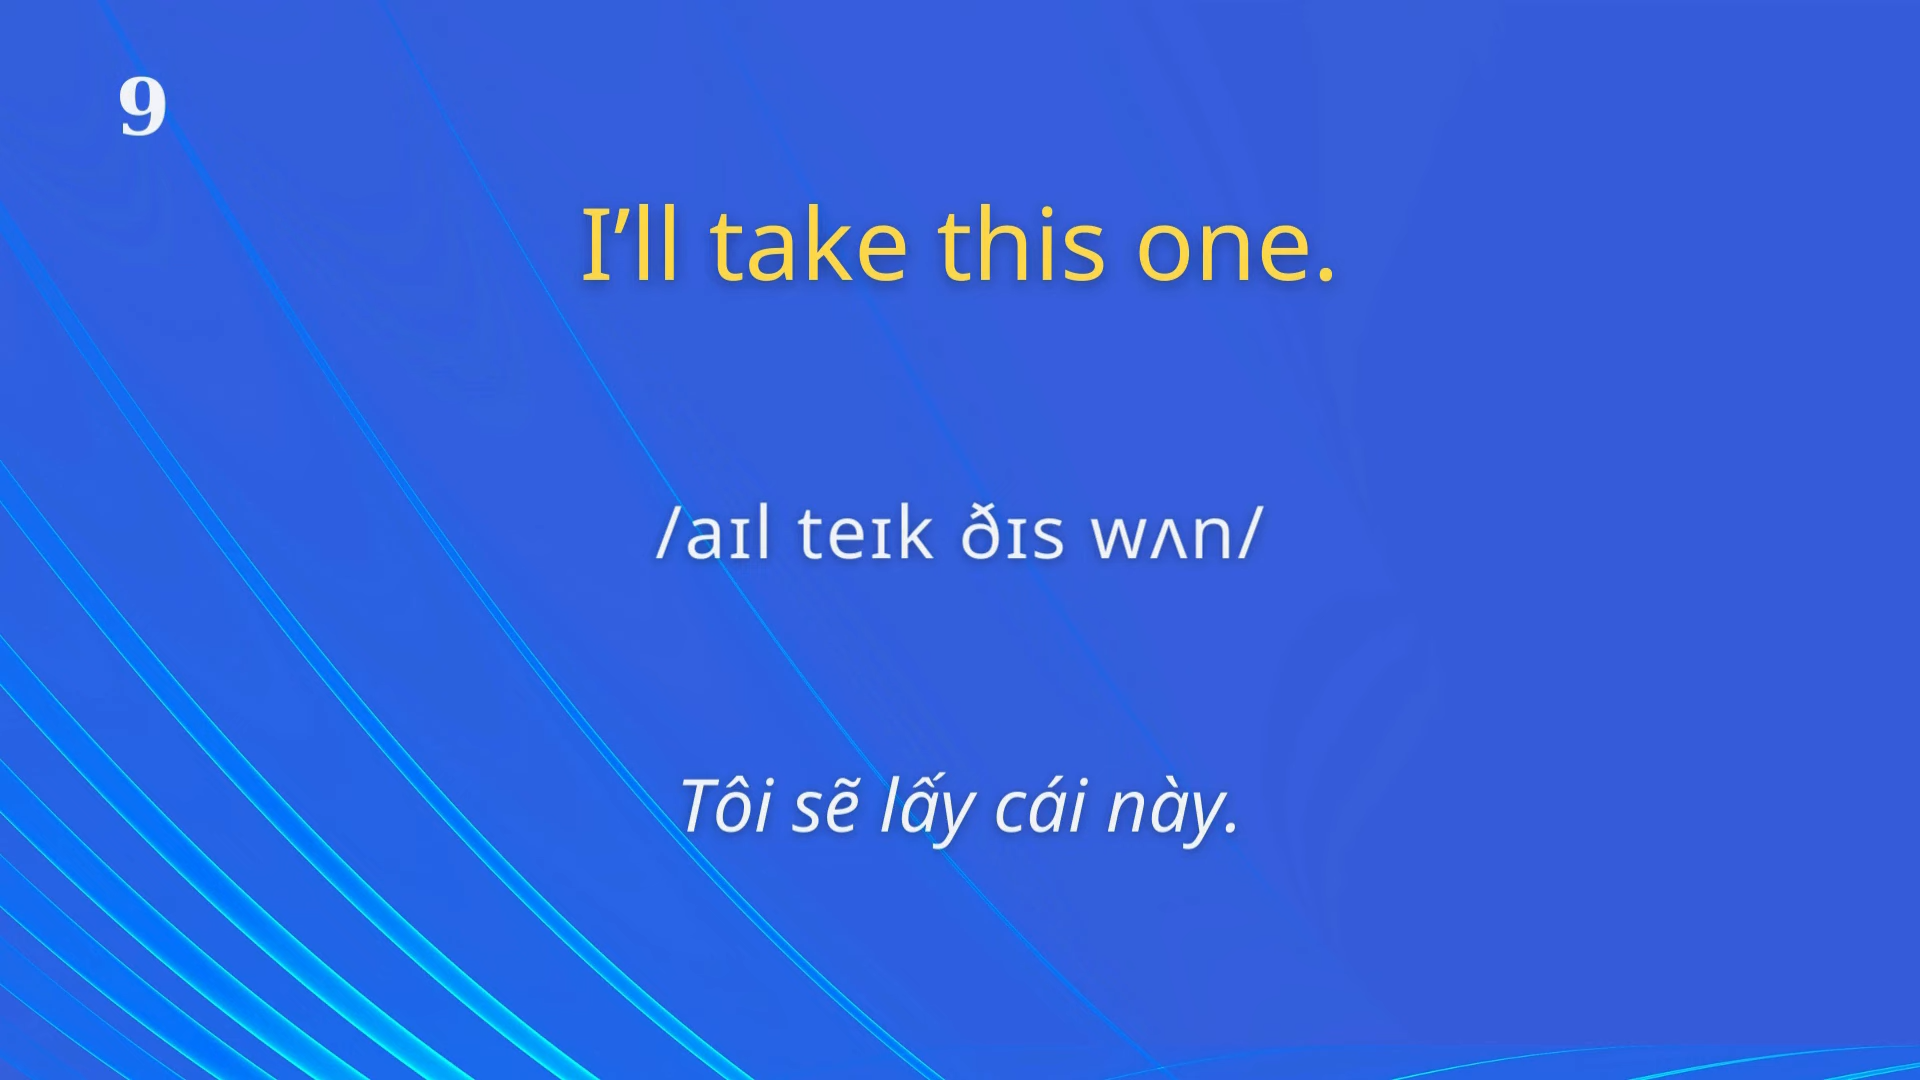 9
I’ll take this one.
/aɪl teɪk ðɪs wʌn/
Tôi sẽ lấy cái này.